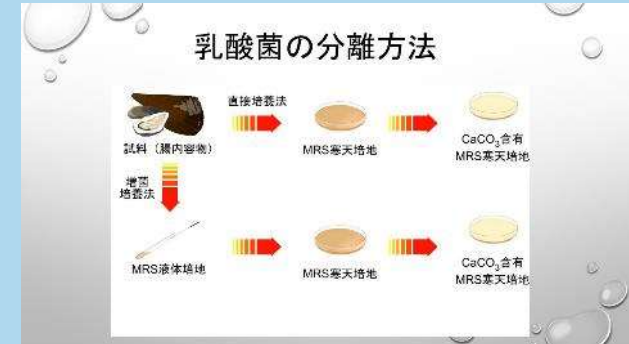 乳酸菌の分離方法
直接培養法
試料（腸内容物）
MRS寒天培地
CaCO₃含有
MRS寒天培地
増菌
培養法
MRS液体培地
MRS寒天培地
CaCO₃含有
MRS寒天培地